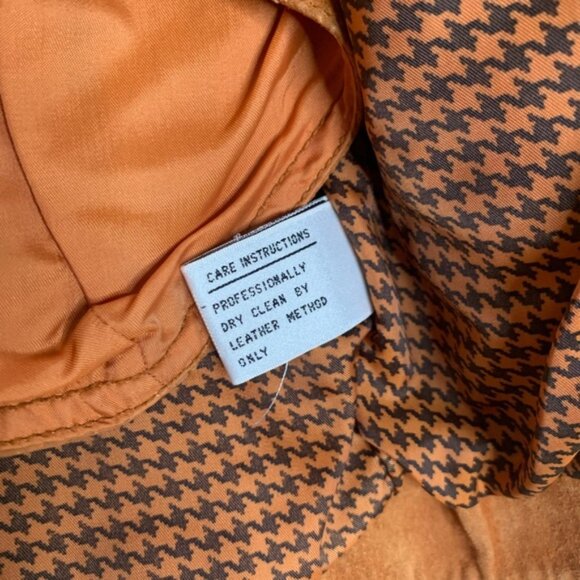 CARE INSTRUCTIONS
PROFESSIONALLY
DRY CLEAN BY
LEATHER METHOD
ONLY